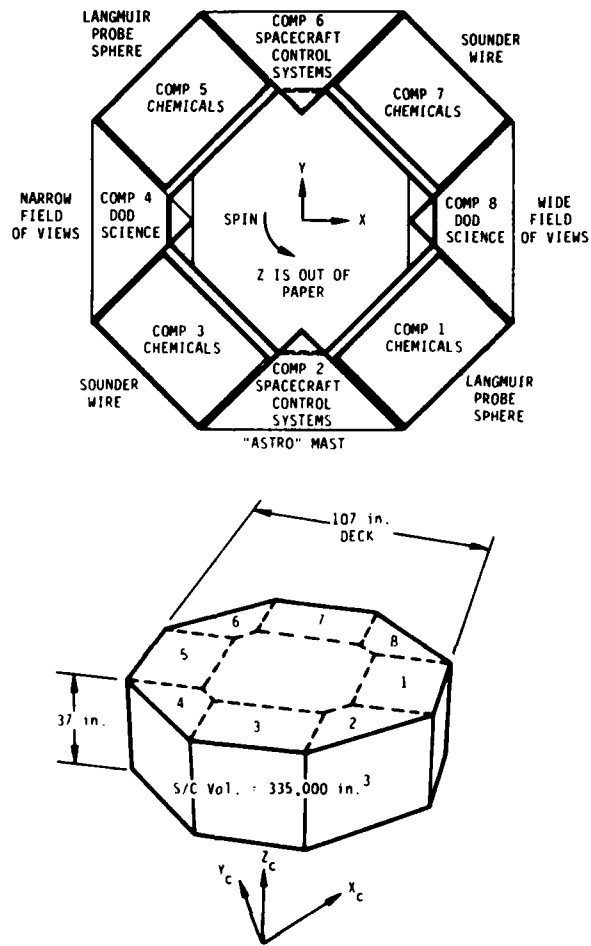 LANGMUIR
PROBE
SPHERE
COMP 6
SPACECRAFT
CONTROL
SYSTEMS
SOUNDER
WIRE
COMP 5
CHEMICALS
COMP 7
CHEMICALS
NARROW
FIELD
OF VIEWS
COMP 4
DOD
SCIENCE
Y
X
SPIN
Z IS OUT OF
PAPER
COMP 8
DOD
SCIENCE
WIDE
FIELD
OF VIEWS
COMP 3
CHEMICALS
COMP 1
CHEMICALS
SOUNDER
WIRE
COMP 2
SPACECRAFT
CONTROL
SYSTEMS
LANGMUIR
PROBE
SPHERE
"ASTRO" MAST
107 in.
DECK
6
7
8
5
1
4
3
2
37 in.
S/C Vol. = 335,000 in.3
Yc
Zc
Xc